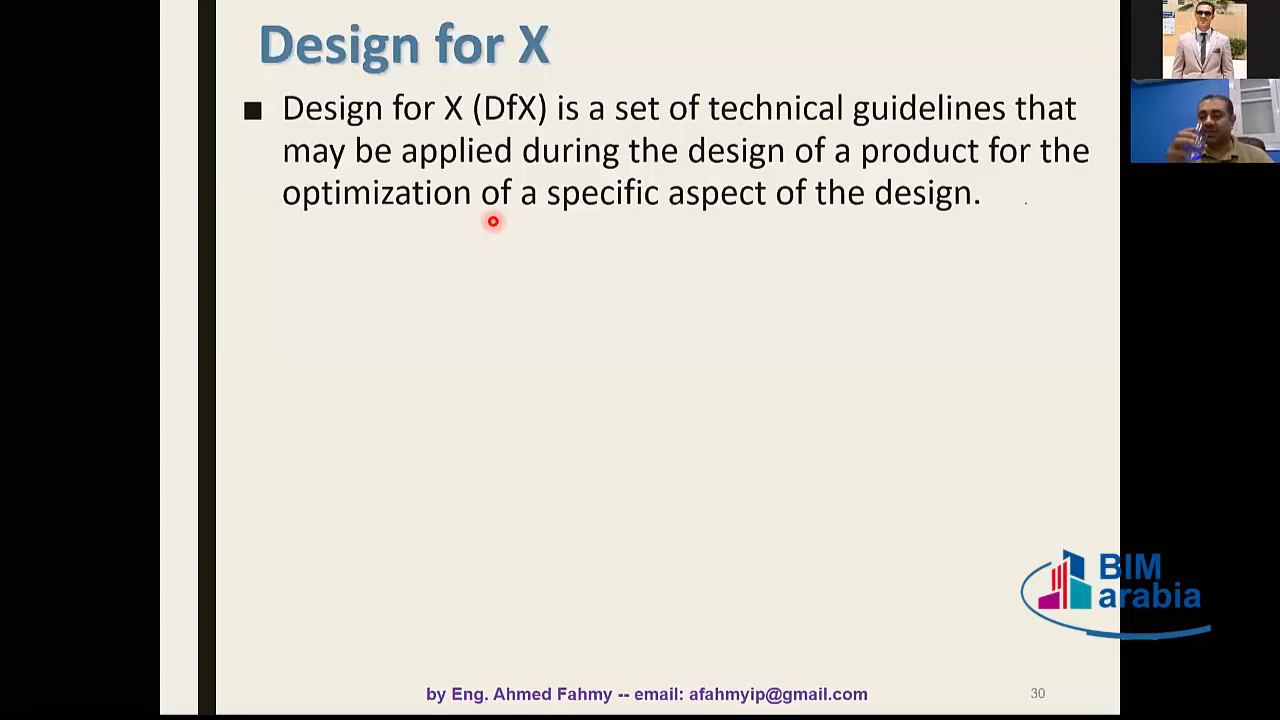 Design for X
■ Design for X (DfX) is a set of technical guidelines that
may be applied during the design of a product for the
optimization of a specific aspect of the design.
BIM
arabia
by Eng. Ahmed Fahmy -- email: afahmyip@gmail.com
30